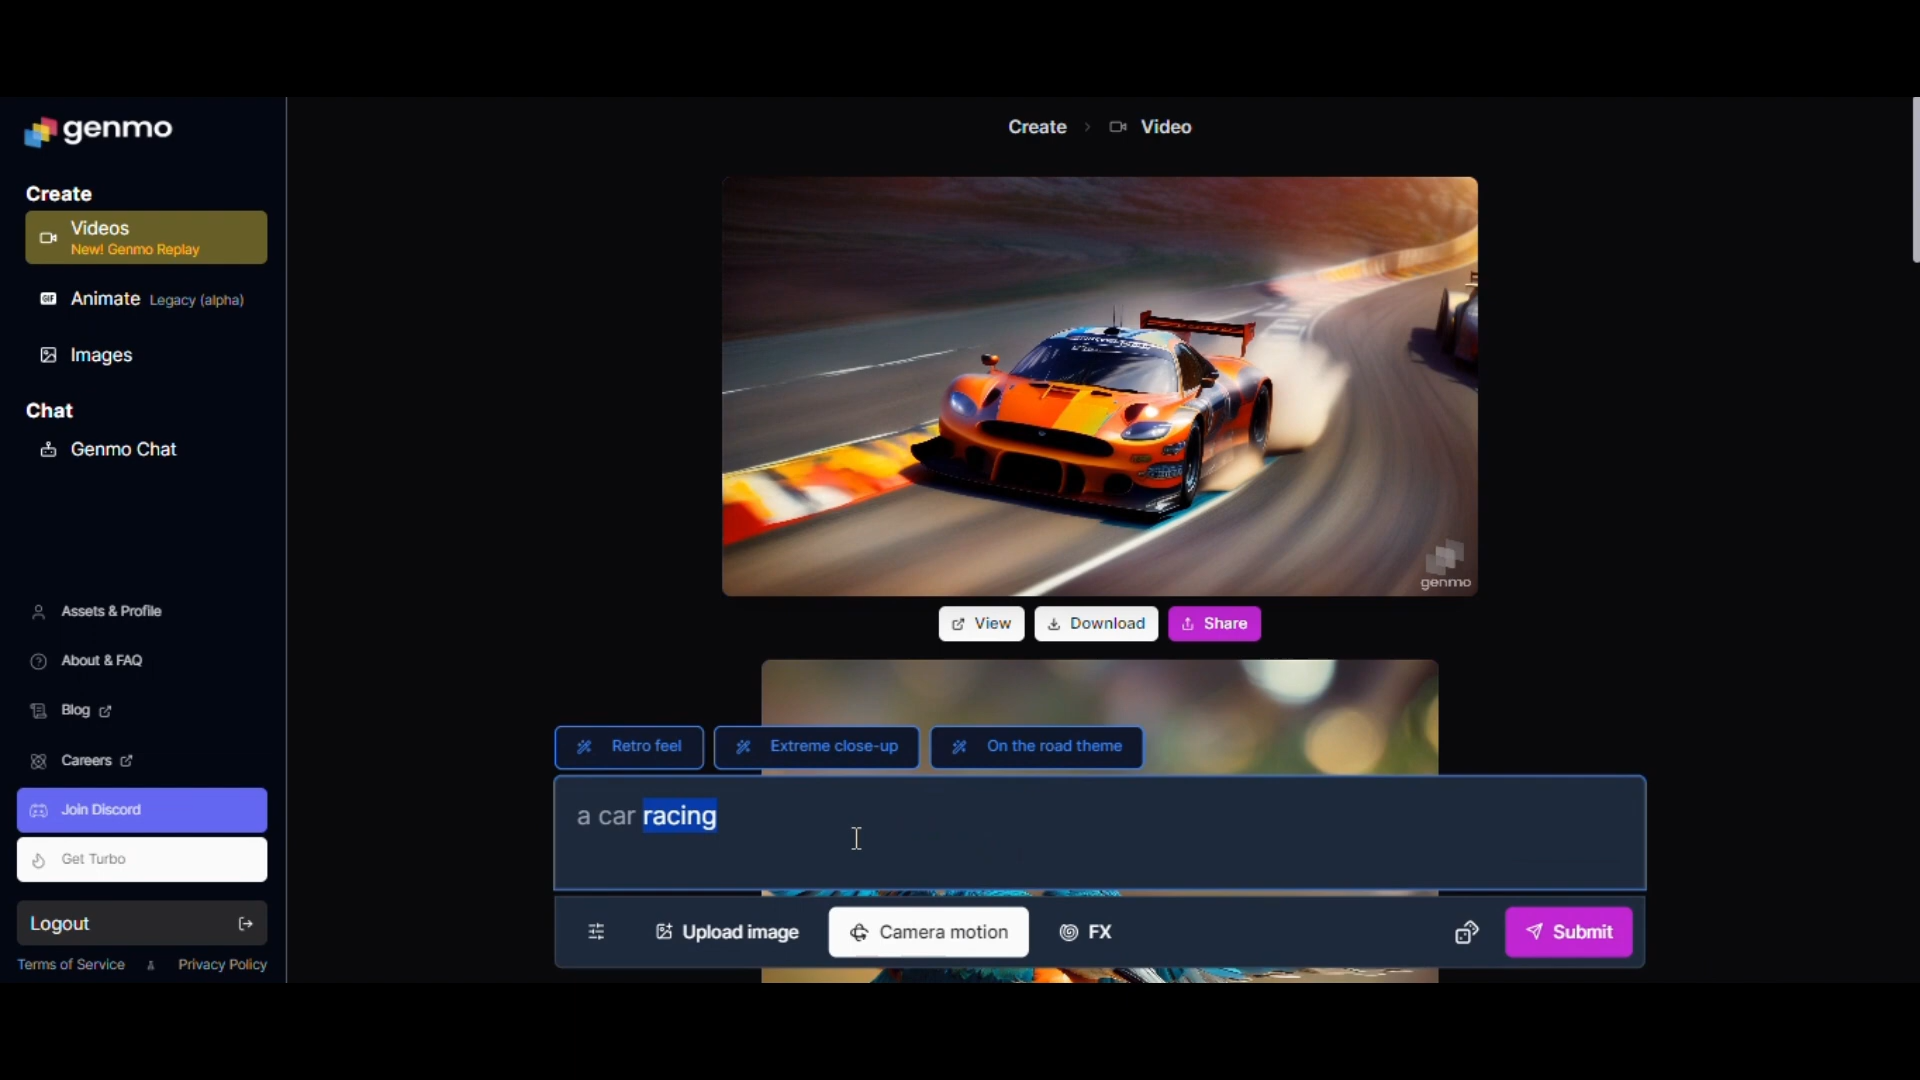 genmo
Create
Videos
New! Genmo Replay
GIF Animate Legacy (alpha)
Images
Chat
Genmo Chat
Assets & Profile
About & FAQ
Blog
Careers
Join Discord
Get Turbo
Logout
Terms of Service
Privacy Policy
Create > Video
genmo
View
Download
Share
Retro feel
Extreme close-up
On the road theme
a car racing
Upload image
Camera motion
FX
Submit